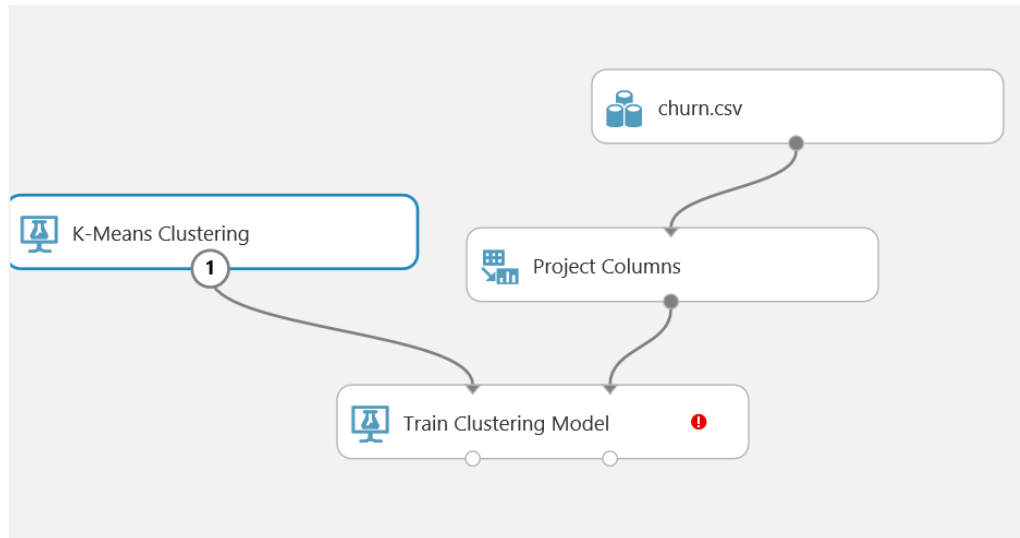 churn.csv
K-Means Clustering
1
Project Columns
Train Clustering Model
!